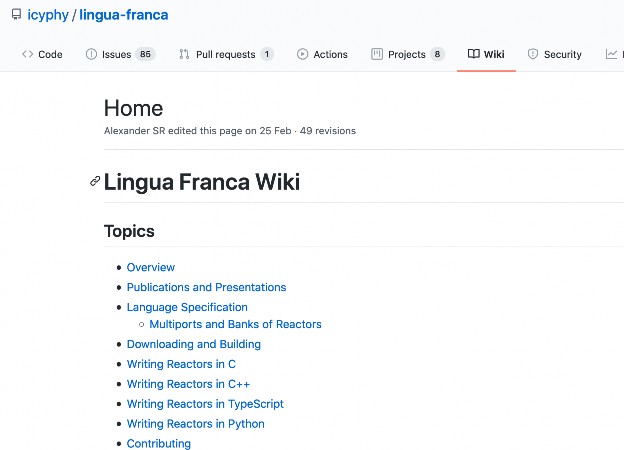 icyphy / lingua-franca
Code Issues 85 Pull requests 1 Actions Projects 8 Wiki Security
Home
Alexander SR edited this page on 25 Feb · 49 revisions
Lingua Franca Wiki
Topics
Overview
Publications and Presentations
Language Specification
Multiports and Banks of Reactors
Downloading and Building
Writing Reactors in C
Writing Reactors in C++
Writing Reactors in TypeScript
Writing Reactors in Python
Contributing